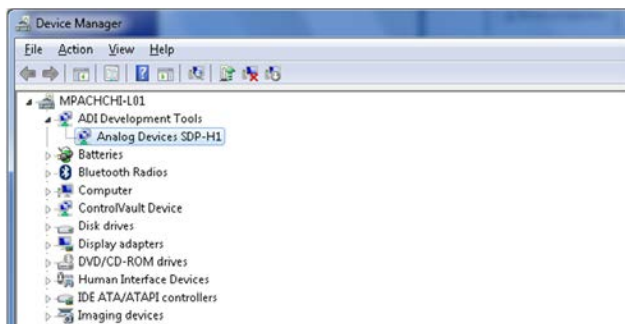 Device Manager
File Action View Help
MPACHCHI-L01
ADI Development Tools
Analog Devices SDP-H1
Batteries
Bluetooth Radios
Computer
ControlVault Device
Disk drives
Display adapters
DVD/CD-ROM drives
Human Interface Devices
IDE ATA/ATAPI controllers
Imaging devices